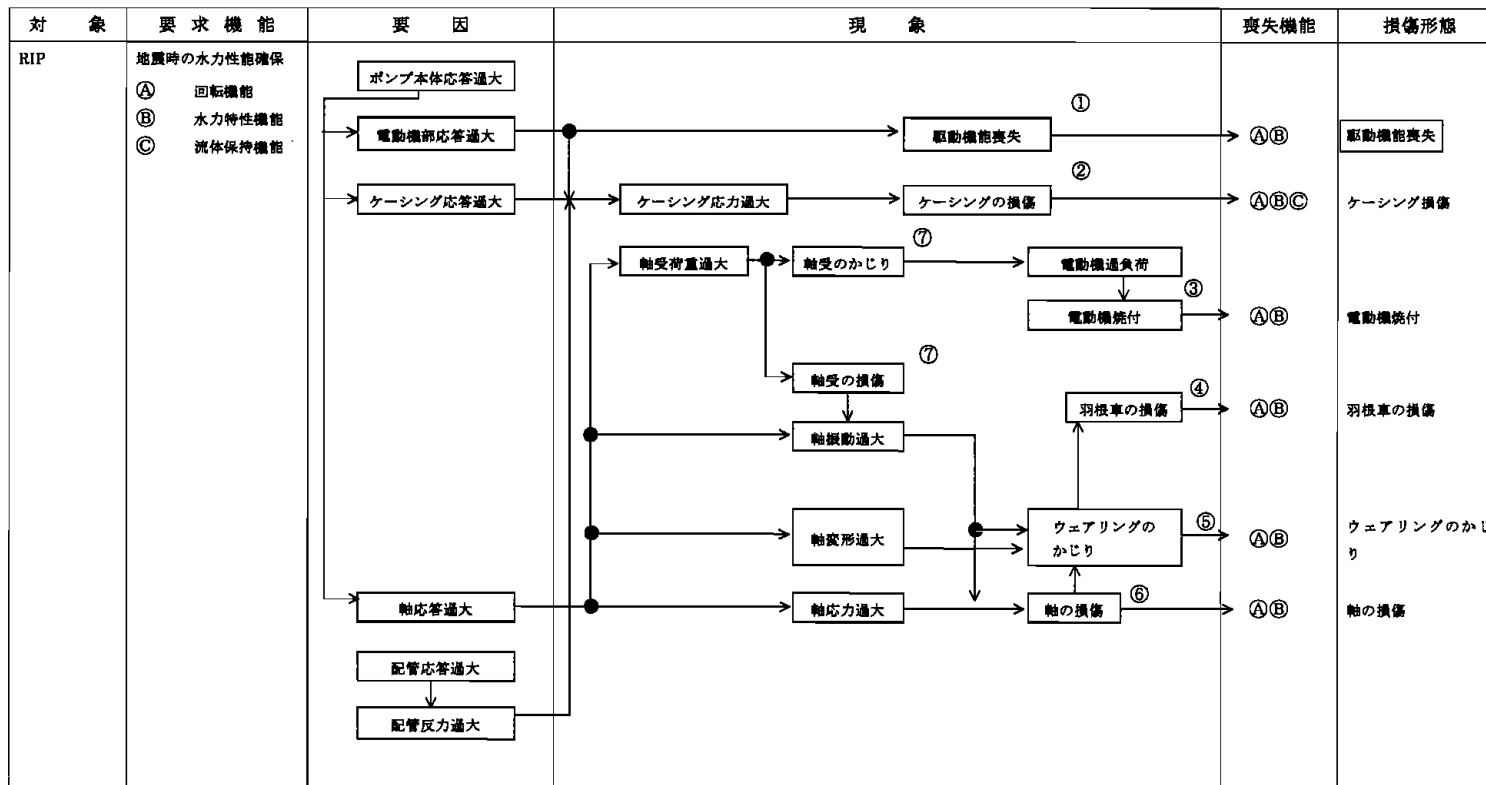 対象
要求機能
要因
現象
喪失機能
損傷形態
RIP
地震時の水力性能確保
Ⓐ 回転機能
Ⓑ 水力特性機能
Ⓒ 流体保持機能
ポンプ本体応答過大
①
電動機部応答過大
駆動機能喪失
ⒶⒷ
駆動機能喪失
②
ケーシング応答過大
ケーシング応力過大
ケーシングの損傷
ⒶⒷⒸ
ケーシング損傷
⑦
軸受荷重過大
軸受のかじり
電動機過負荷
③
電動機焼付
ⒶⒷ
電動機焼付
⑦
軸受の損傷
④
羽根車の損傷
ⒶⒷ
羽根車の損傷
軸振動過大
軸変形過大
ウェアリングの
かじり
⑤
ⒶⒷ
ウェアリングのかじ
り
軸応答過大
軸応力過大
軸の損傷
⑥
ⒶⒷ
軸の損傷
配管応答過大
配管反力過大